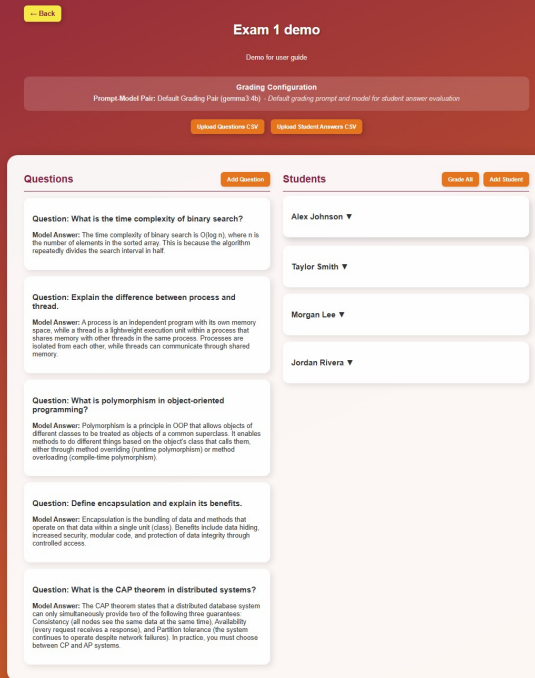 ← Back
Exam 1 demo
Demo for user guide
Grading Configuration
Prompt-Model Pair: Default Grading Pair (gemma3:4b) - Default grading prompt and model for student answer evaluation
Upload Questions CSV
Upload Student Answers CSV
Questions
Add Question
Question: What is the time complexity of binary search?
Model Answer: The time complexity of binary search is O(log n), where n is
the number of elements in the sorted array. This is because the algorithm
repeatedly divides the search interval in half.
Question: Explain the difference between process and
thread.
Model Answer: A process is an independent program with its own memory
space, while a thread is a lightweight execution unit within a process that
shares memory with other threads in the same process. Processes are
isolated from each other, while threads can communicate through shared
memory.
Question: What is polymorphism in object-oriented
programming?
Model Answer: Polymorphism is a principle in OOP that allows objects of
different classes to be treated as objects of a common superclass. It enables
methods to do different things based on the object's class that calls them,
either through method overriding (runtime polymorphism) or method
overloading (compile-time polymorphism).
Question: Define encapsulation and explain its benefits.
Model Answer: Encapsulation is the bundling of data and methods that
operate on that data within a single unit (class). Benefits include data hiding,
increased security, modular code, and protection of data integrity through
controlled access.
Question: What is the CAP theorem in distributed systems?
Model Answer: The CAP theorem states that a distributed database system
can only simultaneously provide two of the following three guarantees:
Consistency (all nodes see the same data at the same time), Availability
(every request receives a response), and Partition tolerance (the system
continues to operate despite network failures). In practice, you must choose
between CP and AP systems.
Students
Grade All
Add Student
Alex Johnson ▼
Taylor Smith ▼
Morgan Lee ▼
Jordan Rivera ▼